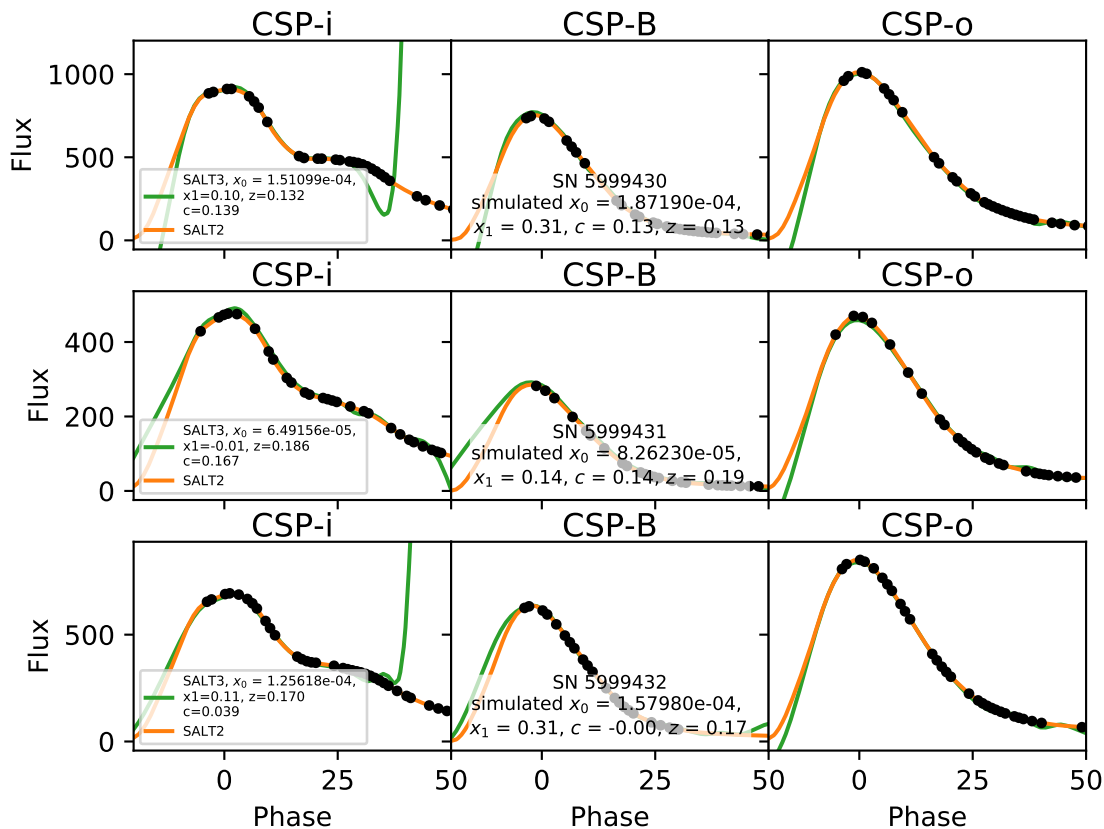 CSP-i CSP-B CSP-o
1000
500
0
Flux
SALT3, x₀ = 1.51099e-04,
x1=0.10, z=0.132
c=0.139
SALT2
SN 5999430
simulated x₀ = 1.87190e-04,
x₁ = 0.31, c = 0.13, z = 0.13
CSP-i CSP-B CSP-o
400
200
0
Flux
SALT3, x₀ = 6.49156e-05,
x1=-0.01, z=0.186
c=0.167
SALT2
SN 5999431
simulated x₀ = 8.26230e-05,
x₁ = 0.14, c = 0.14, z = 0.19
CSP-i CSP-B CSP-o
500
0
Flux
SALT3, x₀ = 1.25618e-04,
x1=0.11, z=0.170
c=0.039
SALT2
SN 5999432
simulated x₀ = 1.57980e-04,
x₁ = 0.31, c = -0.00, z = 0.17
0 25 50 0 25 50 0 25 50
Phase Phase Phase